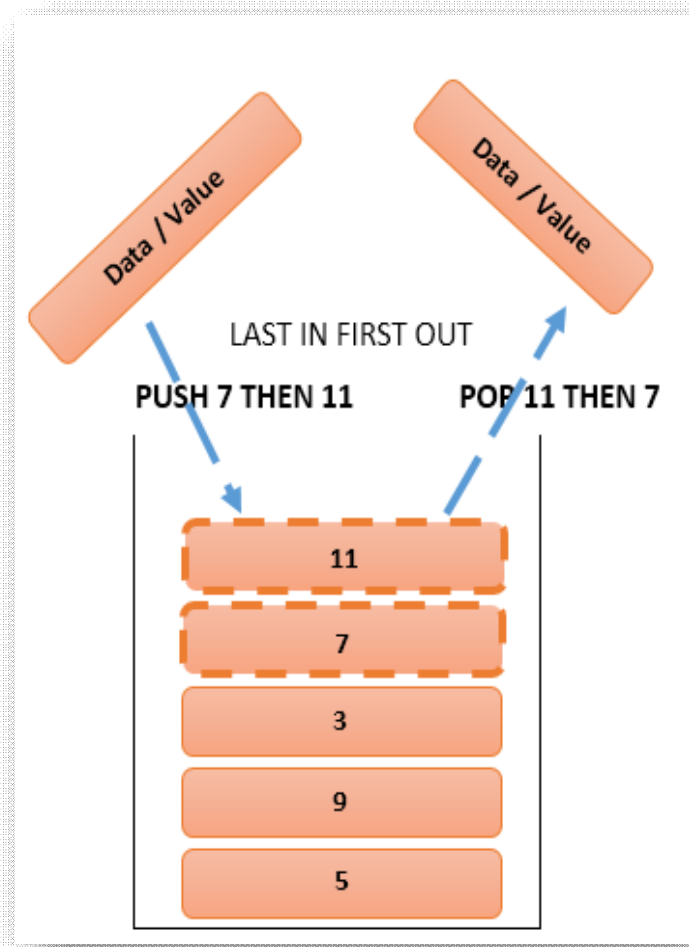 Data / Value
Data / Value
LAST IN FIRST OUT
PUSH 7 THEN 11
POP 11 THEN 7
11
7
3
9
5